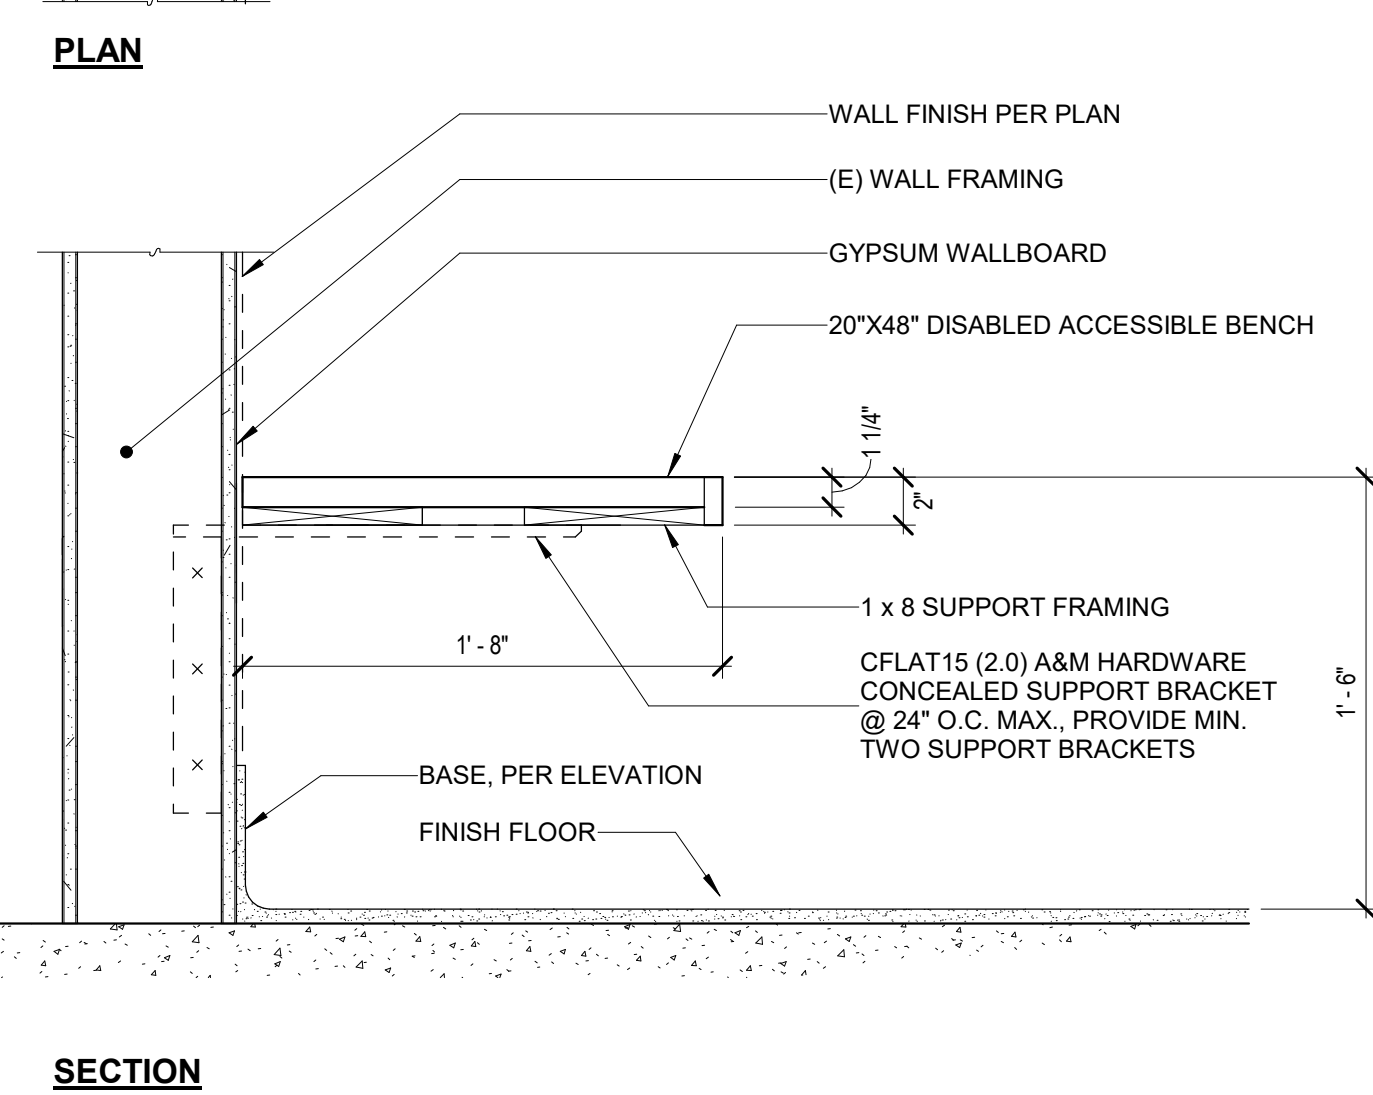 PLAN
WALL FINISH PER PLAN
(E) WALL FRAMING
GYPSUM WALLBOARD
20"X48" DISABLED ACCESSIBLE BENCH
1 1/4"
2"
1 x 8 SUPPORT FRAMING
1' - 8"
CFLAT15 (2.0) A&M HARDWARE
CONCEALED SUPPORT BRACKET
@ 24" O.C. MAX., PROVIDE MIN.
TWO SUPPORT BRACKETS
1' - 6"
BASE, PER ELEVATION
FINISH FLOOR
SECTION